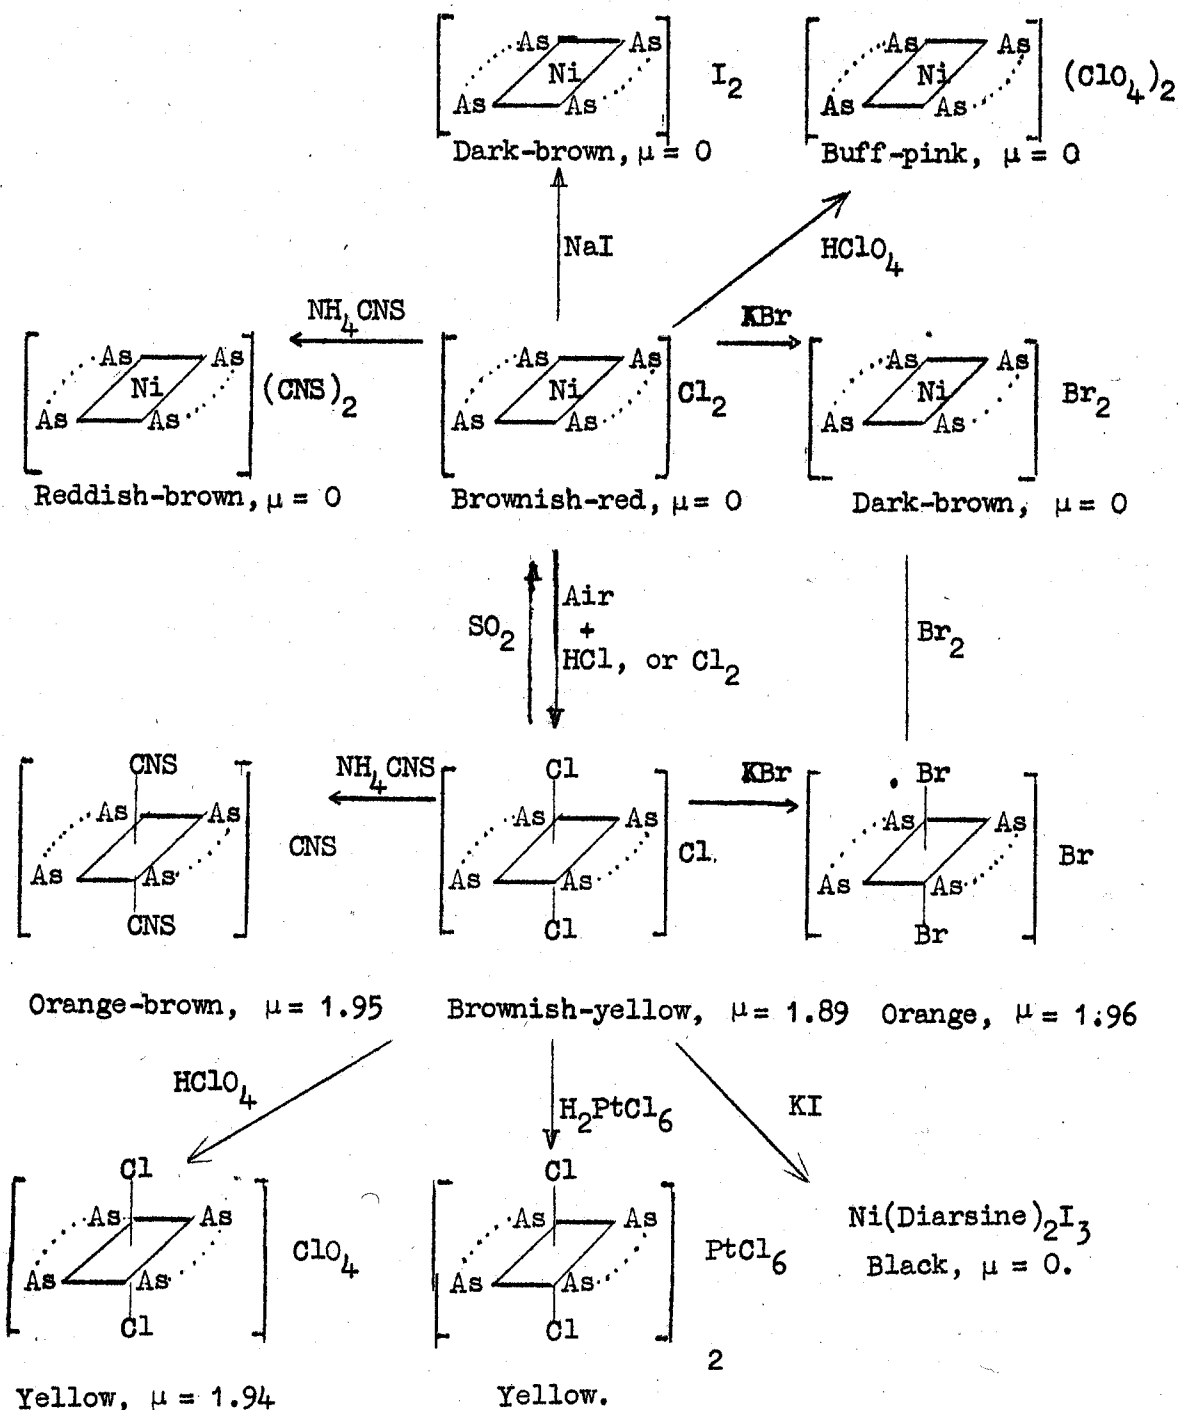 As As I₂ As As (ClO₄)₂
Ni Ni
As As As As
Dark-brown, μ = 0 Buff-pink, μ = 0
NaI HClO₄
NH₄CNS KBr
As As As As As As
Ni (CNS)₂ Ni Cl₂ Ni Br₂
As As As As As As
Reddish-brown, μ = 0 Brownish-red, μ = 0 Dark-brown, μ = 0
SO₂ Air Br₂
+
HCl, or Cl₂
CNS NH₄CNS Cl KBr Br
As As As As As As
CNS Cl. Br
As As As As As As
CNS Cl Br
Orange-brown, μ = 1.95 Brownish-yellow, μ = 1.89 Orange, μ = 1.96
HClO₄ H₂PtCl₆ KI
Cl Cl
As As As As Ni(Diarsine)₂I₃
ClO₄ PtCl₆ Black, μ = 0.
As As As As
Cl Cl
2
Yellow, μ = 1.94 Yellow.